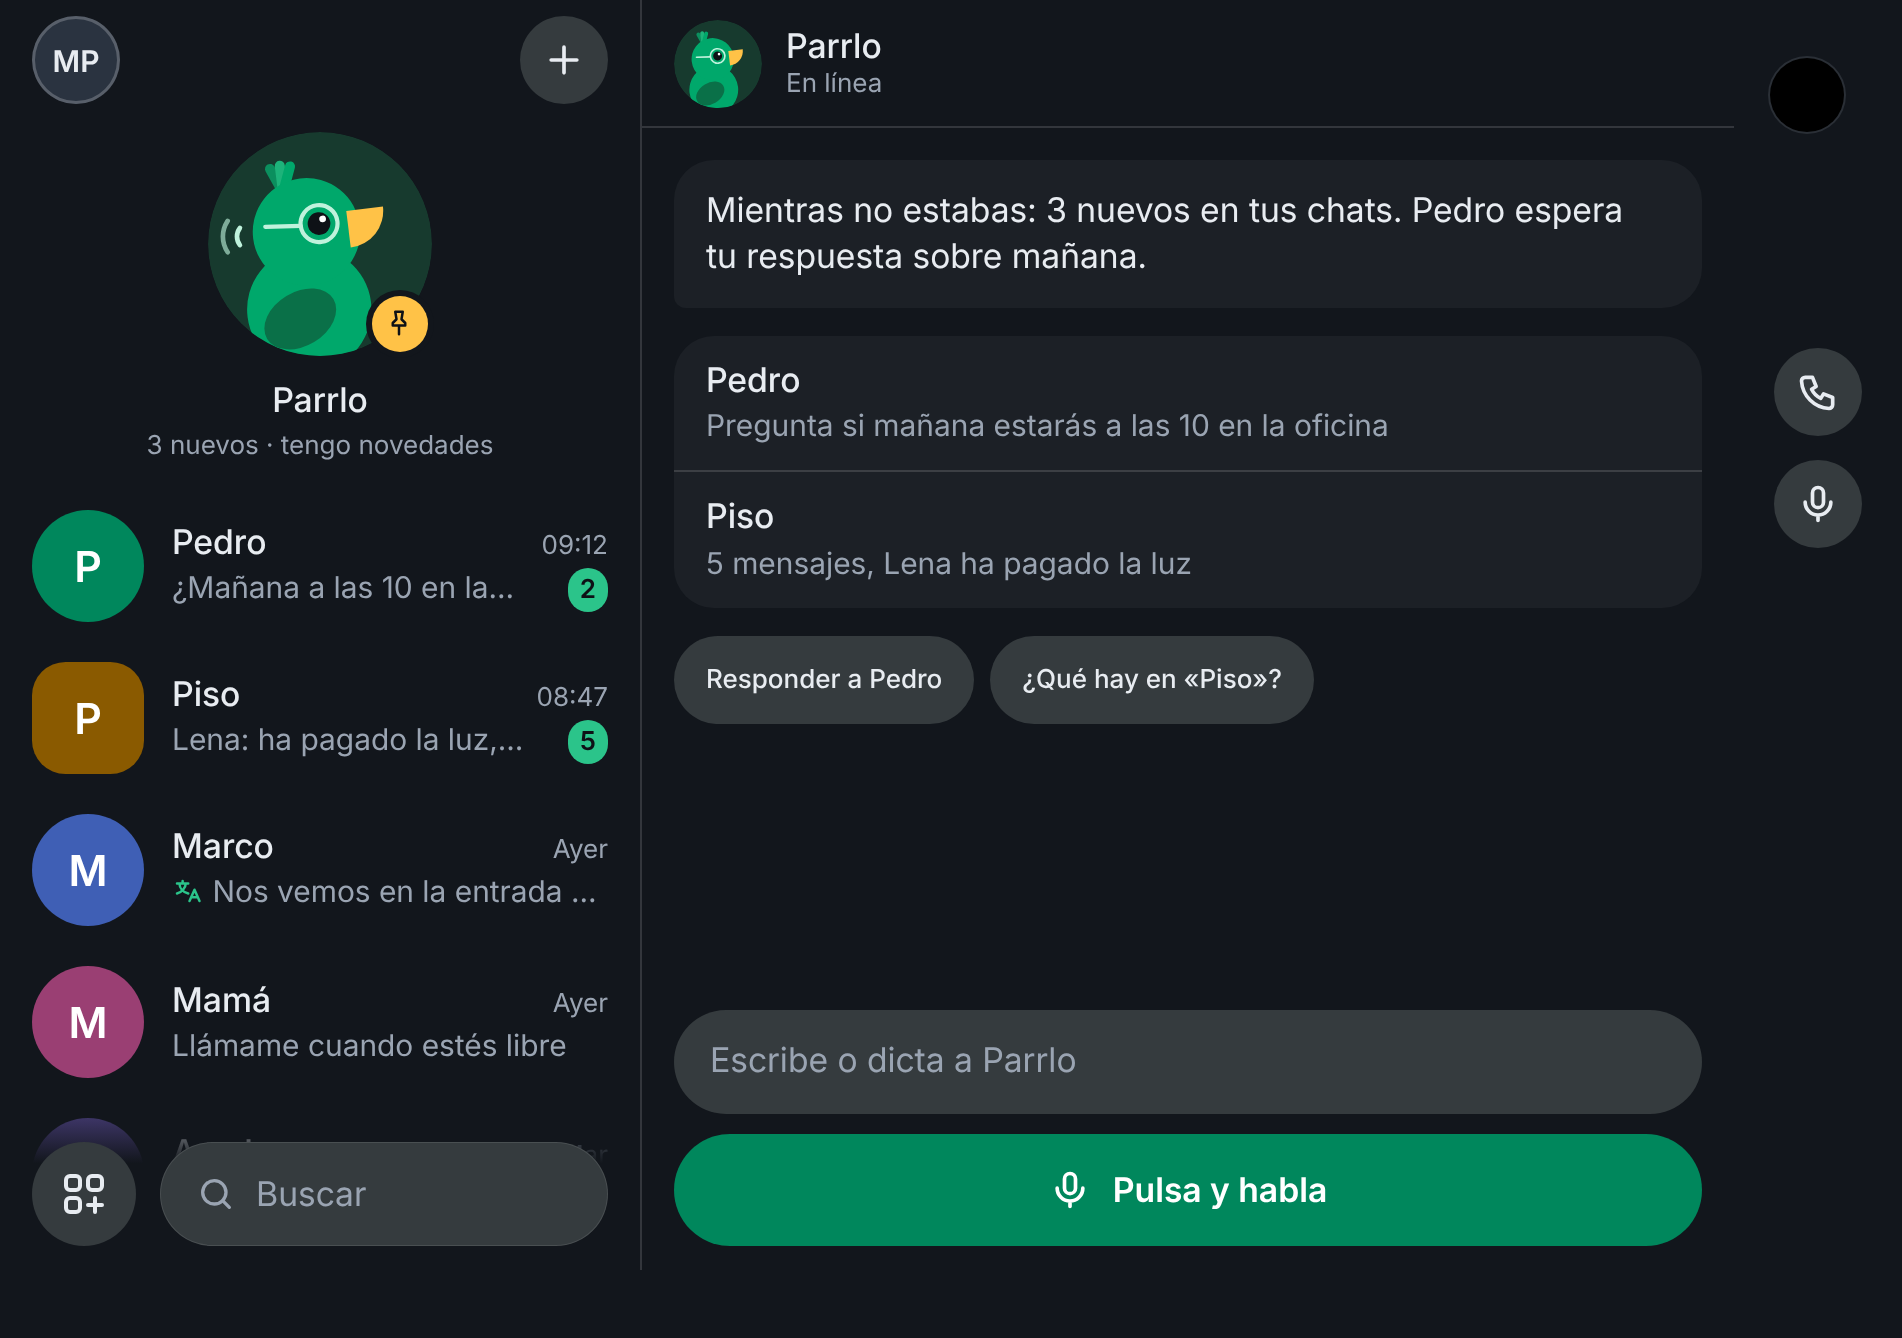 MP
Parrlo
3 nuevos · tengo novedades
P
Pedro
09:12
¿Mañana a las 10 en la...
2
P
Piso
08:47
Lena: ha pagado la luz,...
5
M
Marco
Ayer
Nos vemos en la entrada ...
M
Mamá
Ayer
Llámame cuando estés libre
Buscar
Parrlo
En línea
Mientras no estabas: 3 nuevos en tus chats. Pedro espera
tu respuesta sobre mañana.
Pedro
Pregunta si mañana estarás a las 10 en la oficina
Piso
5 mensajes, Lena ha pagado la luz
Responder a Pedro
¿Qué hay en «Piso»?
Escribe o dicta a Parrlo
Pulsa y habla